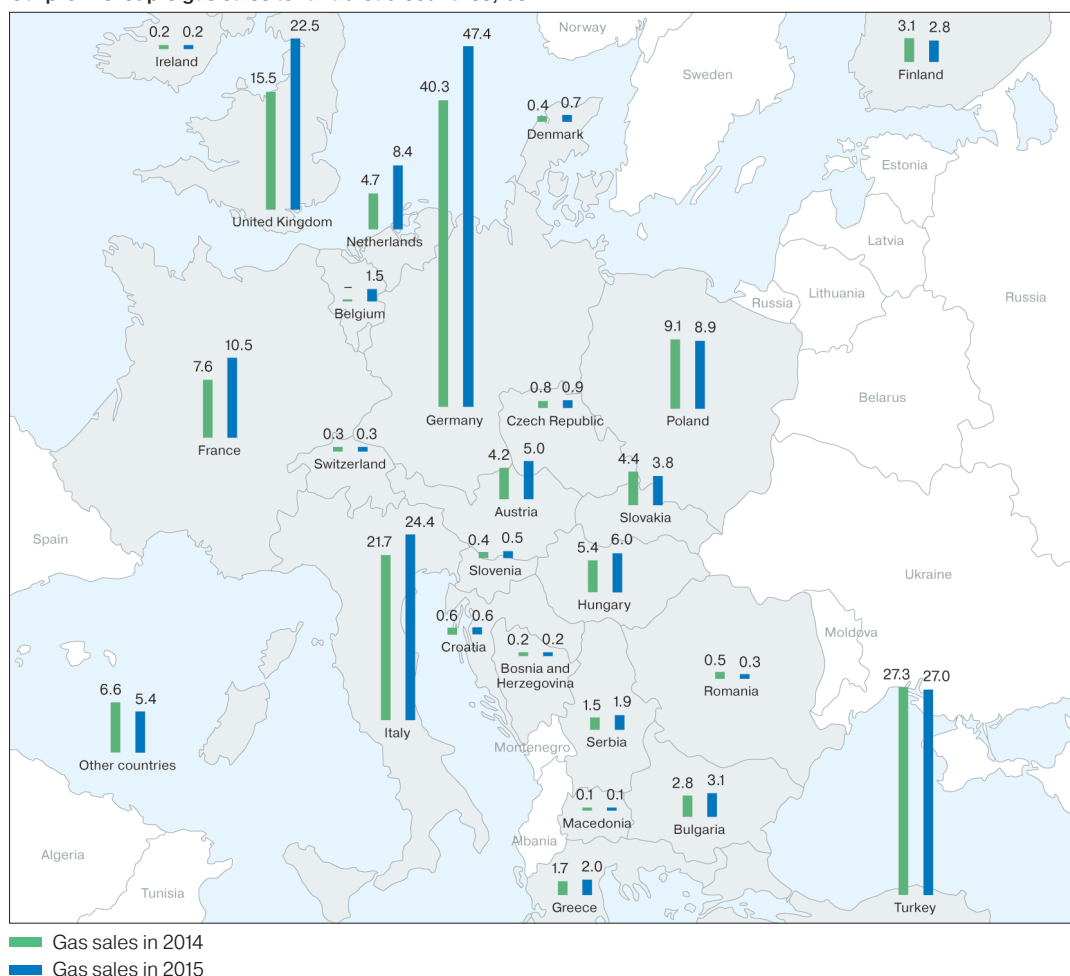 0.2 0.2
Ireland
22.5
15.5
United Kingdom
47.4
40.3
Germany
Norway
Sweden
3.1 2.8
Finland
0.4 0.7
Denmark
8.4
4.7
Netherlands
Estonia
Latvia
Lithuania
Russia
Russia
– 1.5
Belgium
10.5
7.6
France
9.1 8.9
Poland
Belarus
0.8 0.9
Czech Republic
0.3 0.3
Switzerland
4.2 5.0
Austria
4.4 3.8
Slovakia
Spain
24.4
21.7
Italy
0.4 0.5
Slovenia
5.4 6.0
Hungary
Ukraine
Moldova
0.6 0.6
Croatia
0.2 0.2
Bosnia and
Herzegovina
0.5 0.3
Romania
27.3 27.0
Turkey
6.6 5.4
Other countries
1.5 1.9
Serbia
Montenegro
0.1 0.1
Macedonia
2.8 3.1
Bulgaria
Albania
Algeria
Tunisia
1.7 2.0
Greece
Gas sales in 2014
Gas sales in 2015